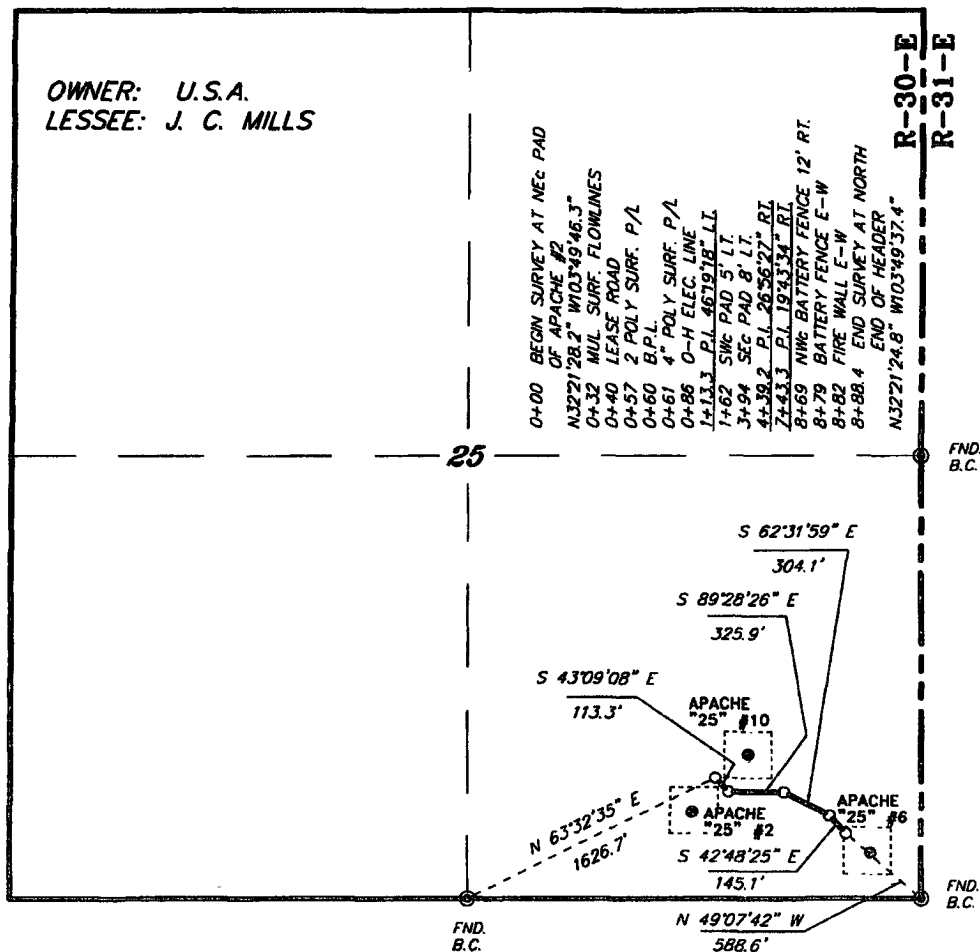 OWNER: U.S.A.
LESSEE: J. C. MILLS
R-30-E
R-31-E
0+00 BEGIN SURVEY AT NEc PAD
OF APACHE #2
N32°21'28.2" W103°49'46.3"
0+32 MUL. SURF. FLOWLINES
0+40 LEASE ROAD
0+57 2 POLY SURF. P/L
0+60 B.P.L.
0+61 4" POLY SURF. P/L
0+86 O-H ELEC. LINE
1+13.3 P.I. 46°19'18" LT.
1+62 SWc PAD 5' LT.
3+94 SEc PAD 8' LT.
4+39.2 P.I. 26°56'27" RT.
7+43.3 P.I. 19°43'34" RT.
8+69 NWc BATTERY FENCE 12' RT.
8+79 BATTERY FENCE E-W
8+82 FIRE WALL E-W
8+88.4 END SURVEY AT NORTH
END OF HEADER
N32°21'24.8" W103°49'37.4"
25
FND.
B.C.
S 62°31'59" E
304.1'
S 89°28'26" E
325.9'
S 43°09'08" E
113.3'
APACHE
"25" #10
APACHE
"25" #6
APACHE
"25" #2
N 63°32'35" E
1626.7'
S 42°48'25" E
145.1'
FND.
B.C.
N 49°07'42" W
588.6'
FND.
B.C.